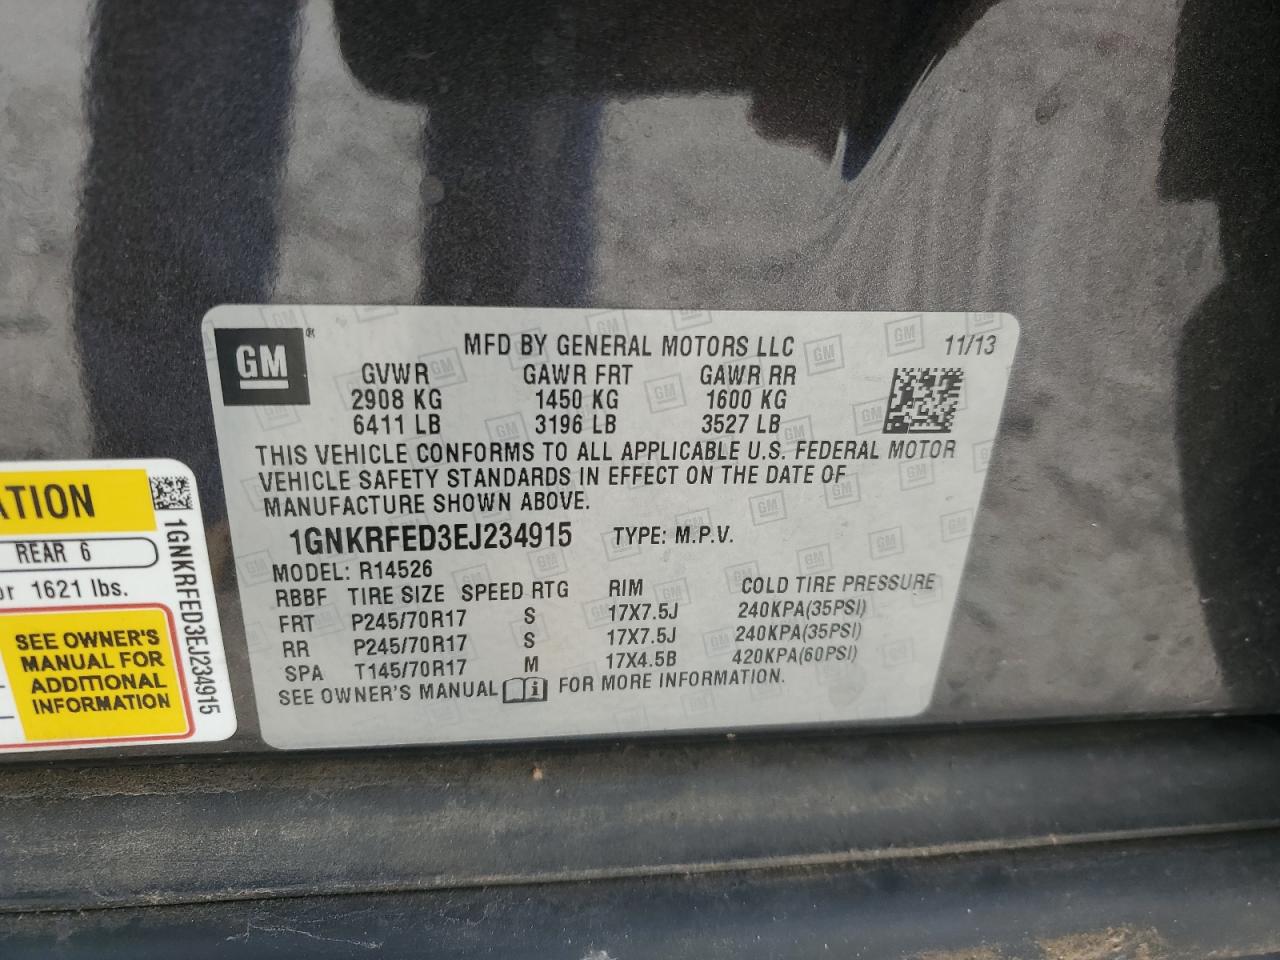 GM
MFD BY GENERAL MOTORS LLC 11/13
GVWR GAWR FRT GAWR RR
2908 KG 1450 KG 1600 KG
6411 LB 3196 LB 3527 LB
THIS VEHICLE CONFORMS TO ALL APPLICABLE U.S. FEDERAL MOTOR
VEHICLE SAFETY STANDARDS IN EFFECT ON THE DATE OF
MANUFACTURE SHOWN ABOVE.
1GNKRFED3EJ234915 TYPE: M.P.V.
MODEL: R14526
RBBF TIRE SIZE SPEED RTG RIM COLD TIRE PRESSURE
FRT P245/70R17 S 17X7.5J 240KPA(35PSI)
RR P245/70R17 S 17X7.5J 240KPA(35PSI)
SPA T145/70R17 M 17X4.5B 420KPA(60PSI)
SEE OWNER'S MANUAL FOR MORE INFORMATION.
ATION
REAR 6
or 1621 lbs.
SEE OWNER'S
MANUAL FOR
ADDITIONAL
INFORMATION
1GNKRFED3EJ234915